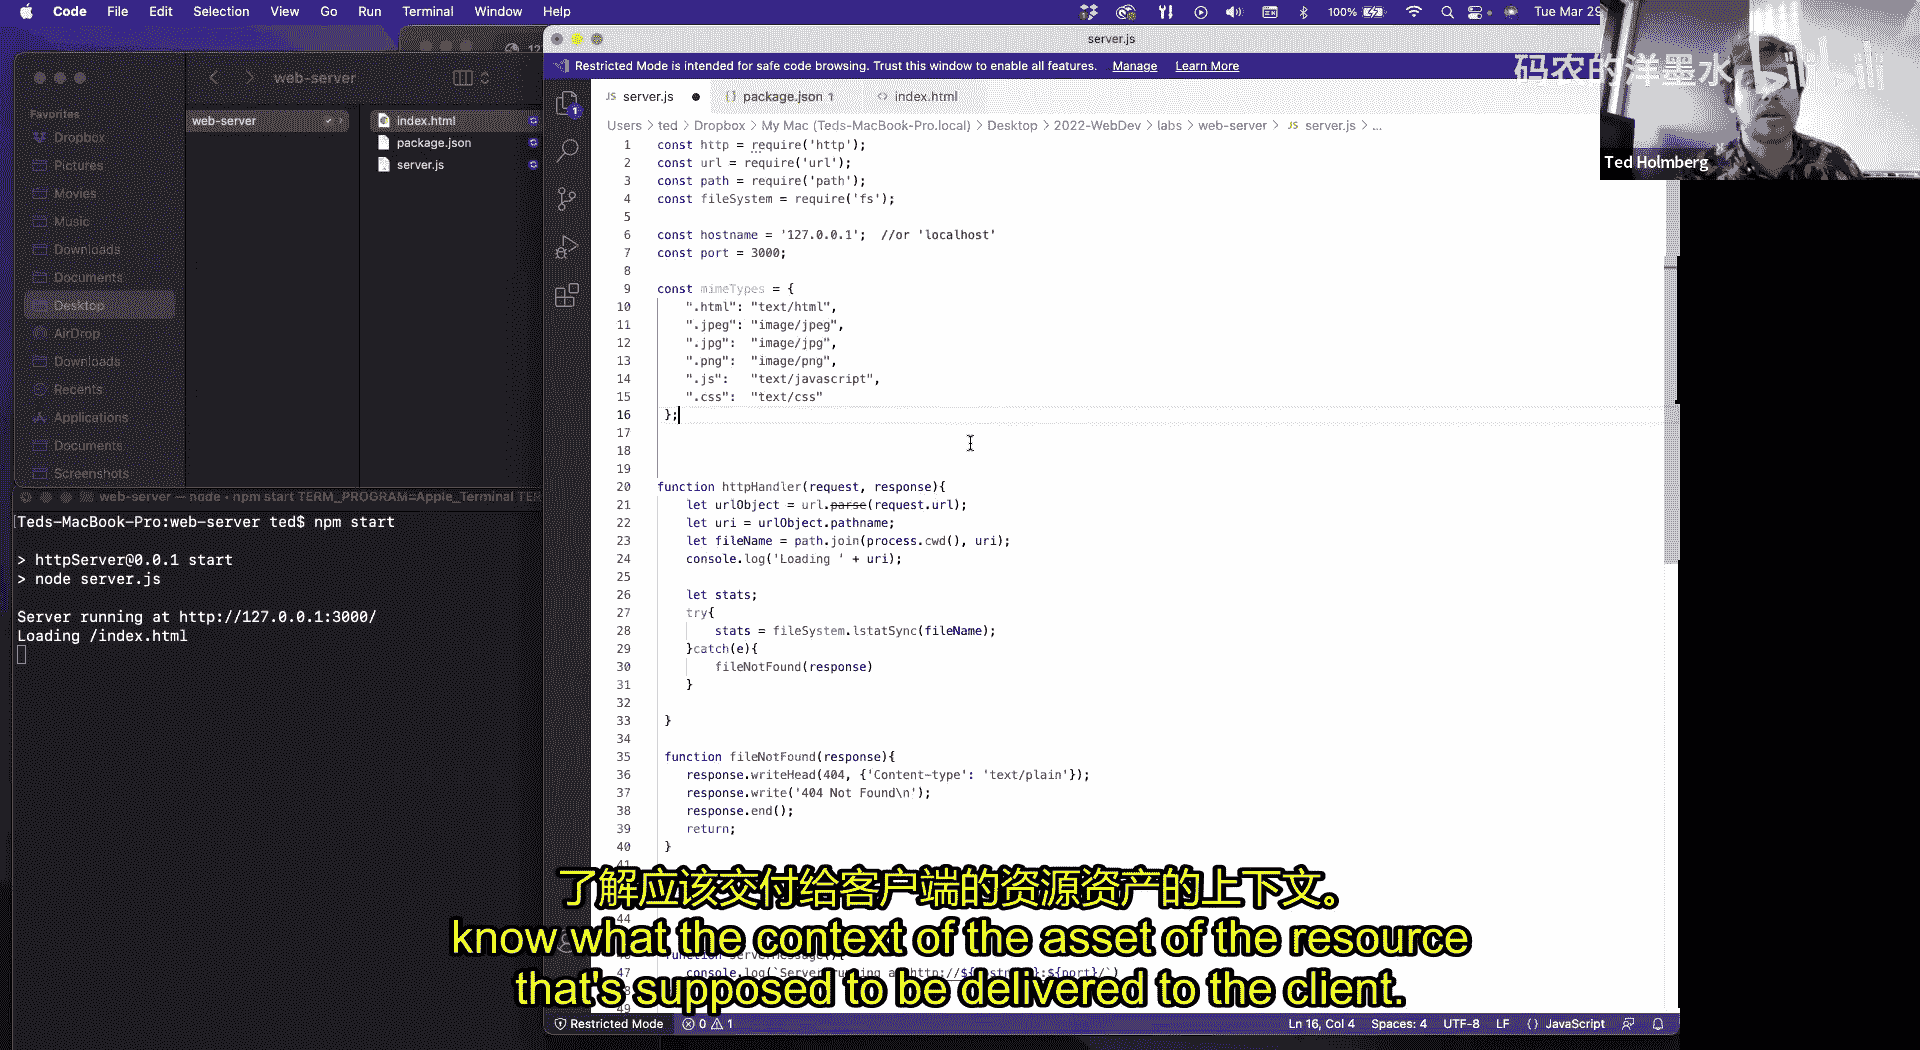 Code File Edit Selection View Go Run Terminal Window Help
100%
Tue Mar 29
server.js
Restricted Mode is intended for safe code browsing. Trust this window to enable all features. Manage Learn More
码农的洋墨水
bilibili
Ted Holmberg
web-server
Favorites
Dropbox
Pictures
Movies
Music
Downloads
Documents
Desktop
AirDrop
Downloads
Recents
Applications
Documents
Screenshots
web-server
index.html
package.json
server.js
JS server.js
{} package.json 1
<> index.html
Users > ted > Dropbox > My Mac (Teds-MacBook-Pro.local) > Desktop > 2022-WebDev > labs > web-server > JS server.js > ...
1 const http = require('http');
2 const url = require('url');
3 const path = require('path');
4 const fileSystem = require('fs');
5
6 const hostname = '127.0.0.1';  //or 'localhost'
7 const port = 3000;
8
9 const mimeTypes = {
10 ".html": "text/html",
11 ".jpeg": "image/jpeg",
12 ".jpg":  "image/jpg",
13 ".png":  "image/png",
14 ".js":   "text/javascript",
15 ".css":  "text/css"
16 };
17
18
19
20 function httpHandler(request, response){
21 let urlObject = url.parse(request.url);
22 let uri = urlObject.pathname;
23 let fileName = path.join(process.cwd(), uri);
24 console.log('Loading ' + uri);
25
26 let stats;
27 try{
28 stats = fileSystem.lstatSync(fileName);
29 }catch(e){
30 fileNotFound(response)
31 }
32
33 }
34
35 function fileNotFound(response){
36 response.writeHead(404, {'Content-type': 'text/plain'});
37 response.write('404 Not Found\n');
38 response.end();
39 return;
40 }
44
47
49
web-server — node • npm start TERM_PROGRAM=Apple_Terminal
Teds-MacBook-Pro:web-server ted$ npm start
> httpServer@0.0.1 start
> node server.js
Server running at http://127.0.0.1:3000/
Loading /index.html
了解应该交付给客户端的资源资产的上下文。
know what the context of the asset of the resource
that's supposed to be delivered to the client.
Restricted Mode 0 1
Ln 16, Col 4 Spaces: 4 UTF-8 LF {} JavaScript